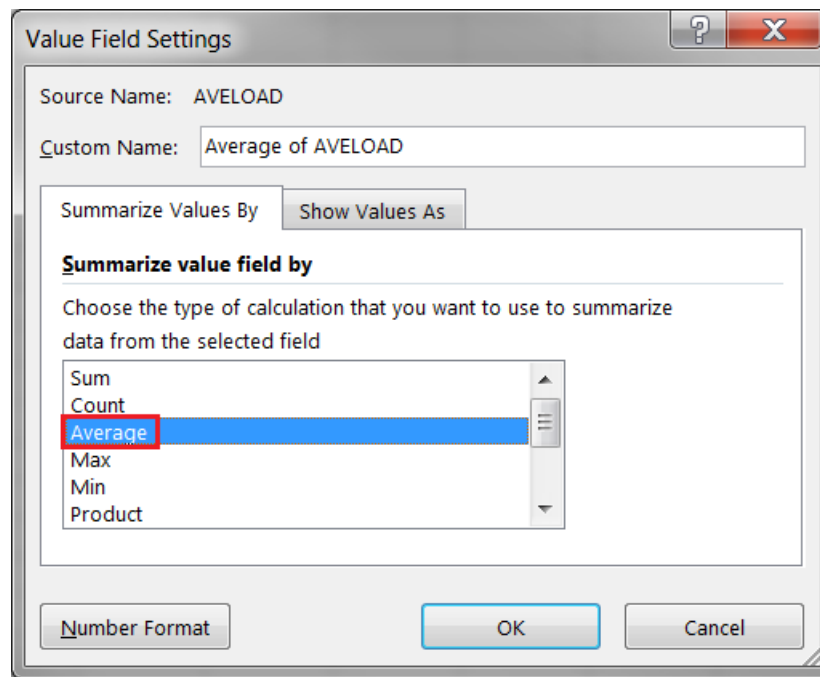 Value Field Settings
Source Name: AVELOAD
Custom Name: Average of AVELOAD
Summarize Values By Show Values As
Summarize value field by
Choose the type of calculation that you want to use to summarize
data from the selected field
Sum
Count
Average
Max
Min
Product
Number Format OK Cancel